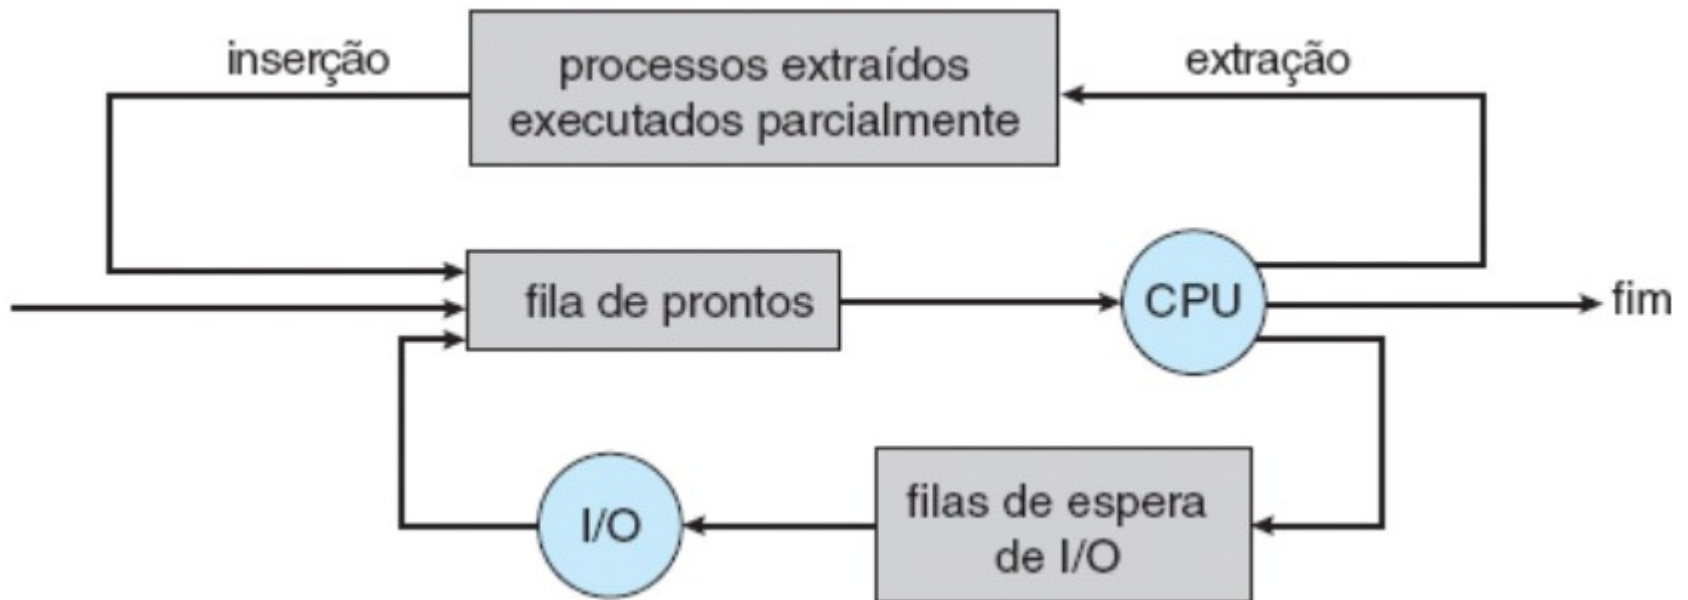 inserção
processos extraídos
executados parcialmente
extração
fila de prontos
CPU
fim
I/O
filas de espera
de I/O